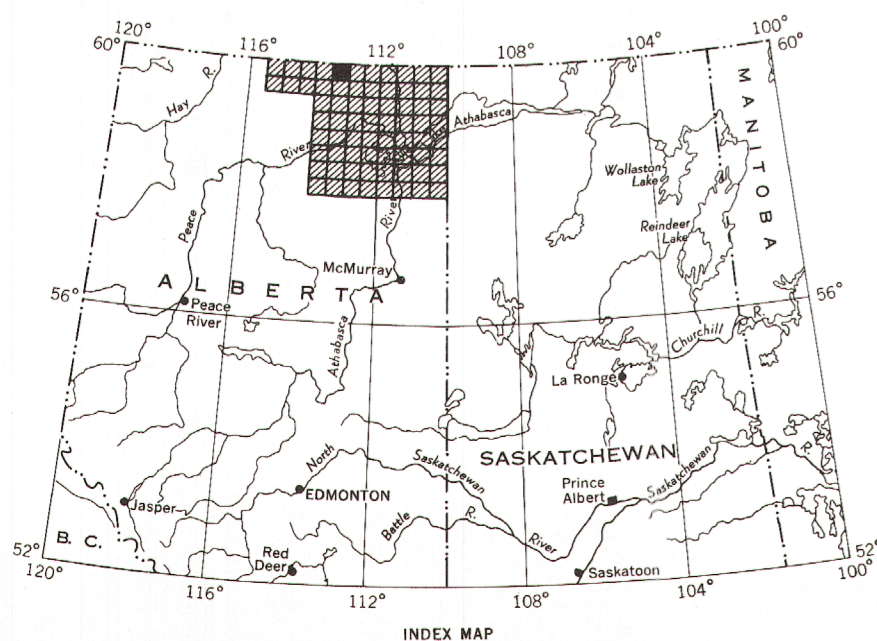 120°
116°
112°
108°
104°
100°
60°
60°
Hay
R.
MANITOBA
Lake Athabasca
River
Wollaston
Lake
Peace
River
Reindeer
Lake
McMurray
ALBERTA
56°
56°
Peace
River
Athabasca
Churchill
R.
La Ronge
SASKATCHEWAN
North
Saskatchewan
R.
Saskatchewan
Prince
Albert
EDMONTON
Jasper
Battle
R.
River
B. C.
Red
Deer
Saskatoon
52°
52°
120°
116°
112°
108°
104°
100°
INDEX MAP